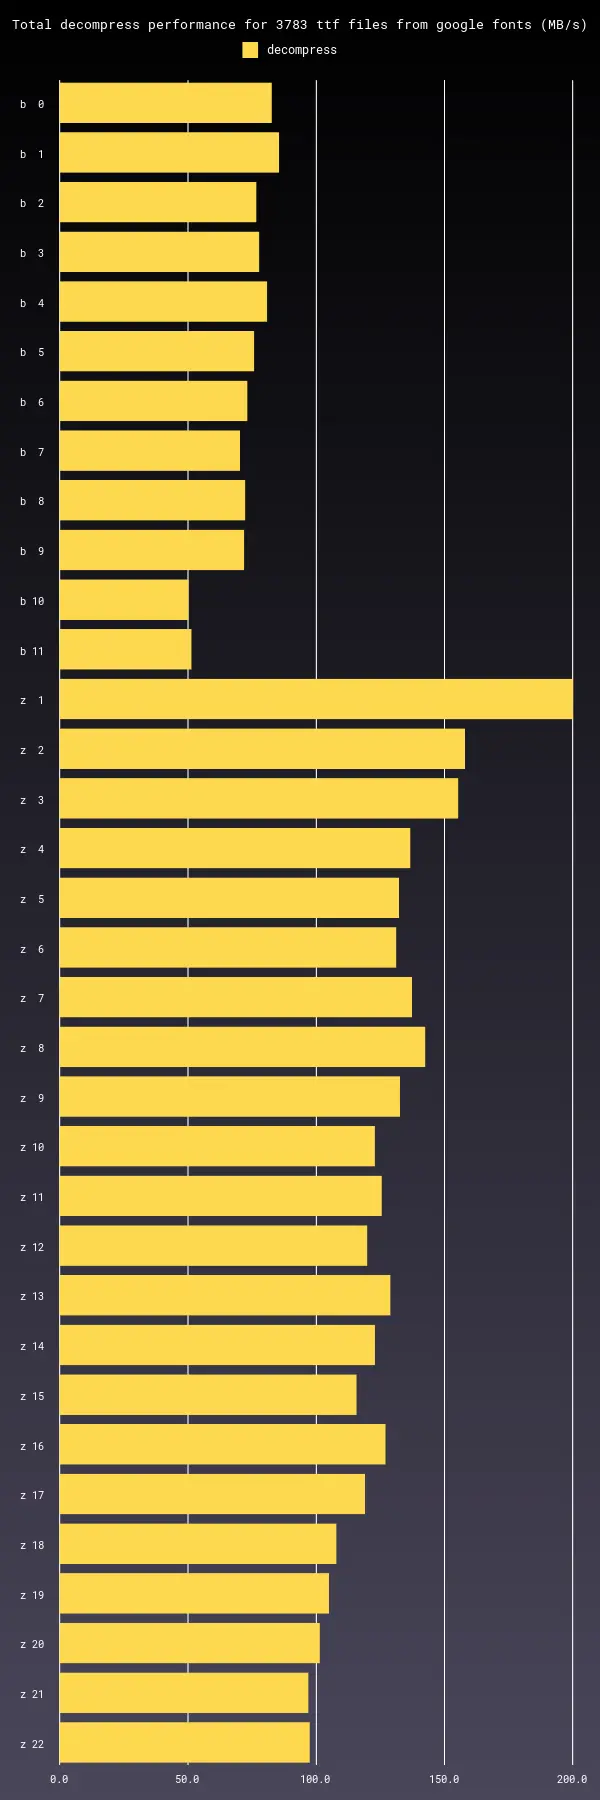 Total decompress performance for 3783 ttf files from google fonts (MB/s)
decompress
b 0
b 1
b 2
b 3
b 4
b 5
b 6
b 7
b 8
b 9
b 10
b 11
z 1
z 2
z 3
z 4
z 5
z 6
z 7
z 8
z 9
z 10
z 11
z 12
z 13
z 14
z 15
z 16
z 17
z 18
z 19
z 20
z 21
z 22
0.0 50.0 100.0 150.0 200.0